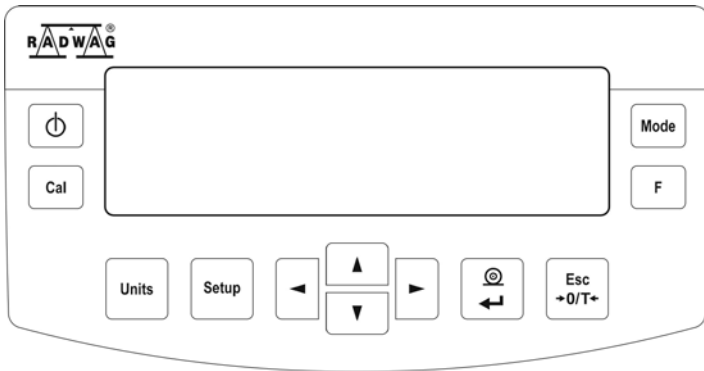 RADWAG®
Mode
Cal
F
Units
Setup
Esc
→0/T←